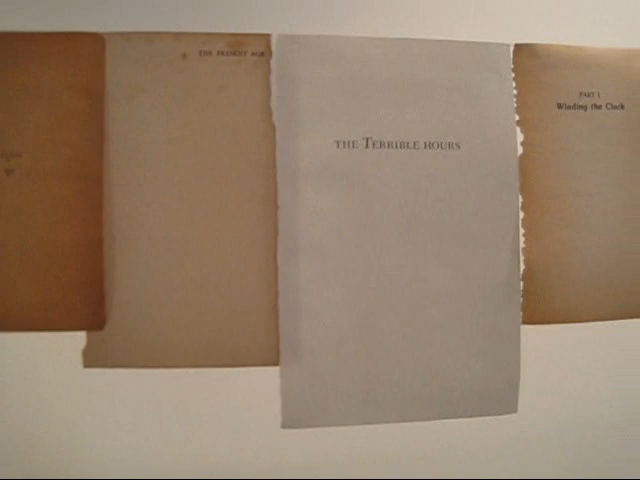 THE PRESENT AGE
THE TERRIBLE HOURS
PART I
Winding the Clock